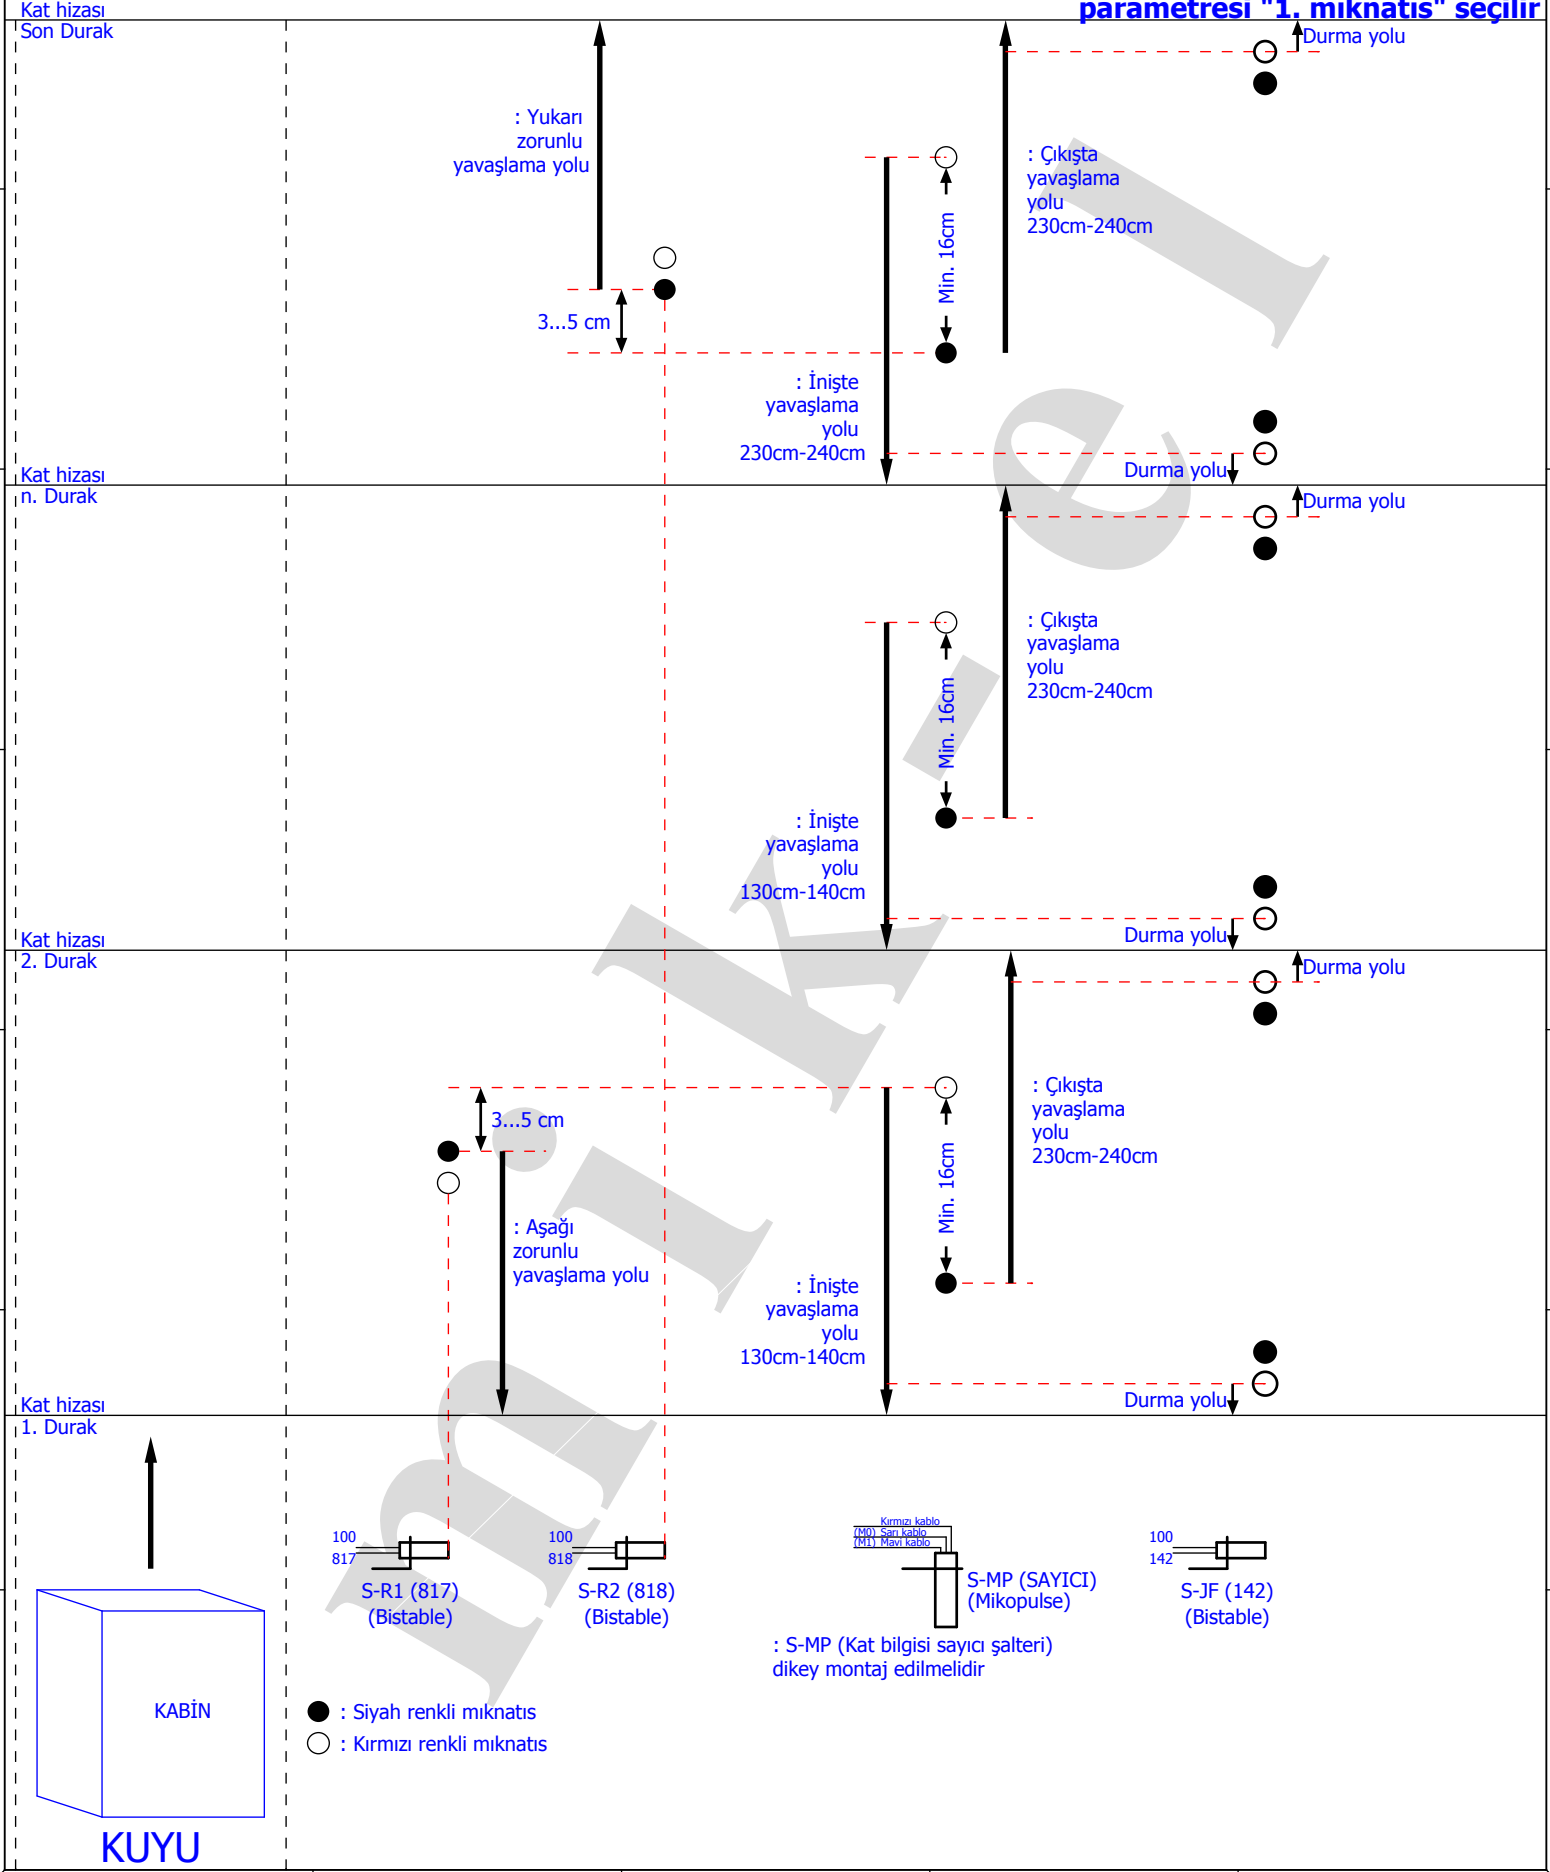 parametresi "1. mıknatıs" seçilir
Kat hizası
Son Durak
Durma yolu
: Yukarı
zorunlu
yavaşlama yolu
: Çıkışta
yavaşlama
yolu
230cm-240cm
Min. 16cm
3...5 cm
: İnişte
yavaşlama
yolu
230cm-240cm
Durma yolu
Kat hizası
n. Durak
Durma yolu
: Çıkışta
yavaşlama
yolu
230cm-240cm
Min. 16cm
: İnişte
yavaşlama
yolu
130cm-140cm
Durma yolu
Kat hizası
2. Durak
Durma yolu
: Çıkışta
yavaşlama
yolu
230cm-240cm
3...5 cm
Min. 16cm
: Aşağı
zorunlu
yavaşlama yolu
: İnişte
yavaşlama
yolu
130cm-140cm
Durma yolu
Kat hizası
1. Durak
100
817
S-R1 (817)
(Bistable)
100
818
S-R2 (818)
(Bistable)
Kırmızı kablo
(M0) Sarı kablo
(M1) Mavi kablo
S-MP (SAYICI)
(Mikopulse)
100
142
S-JF (142)
(Bistable)
: S-MP (Kat bilgisi sayıcı şalteri)
dikey montaj edilmelidir
KABİN
: Siyah renkli mıknatıs
: Kırmızı renkli mıknatıs
KUYU
mik-el